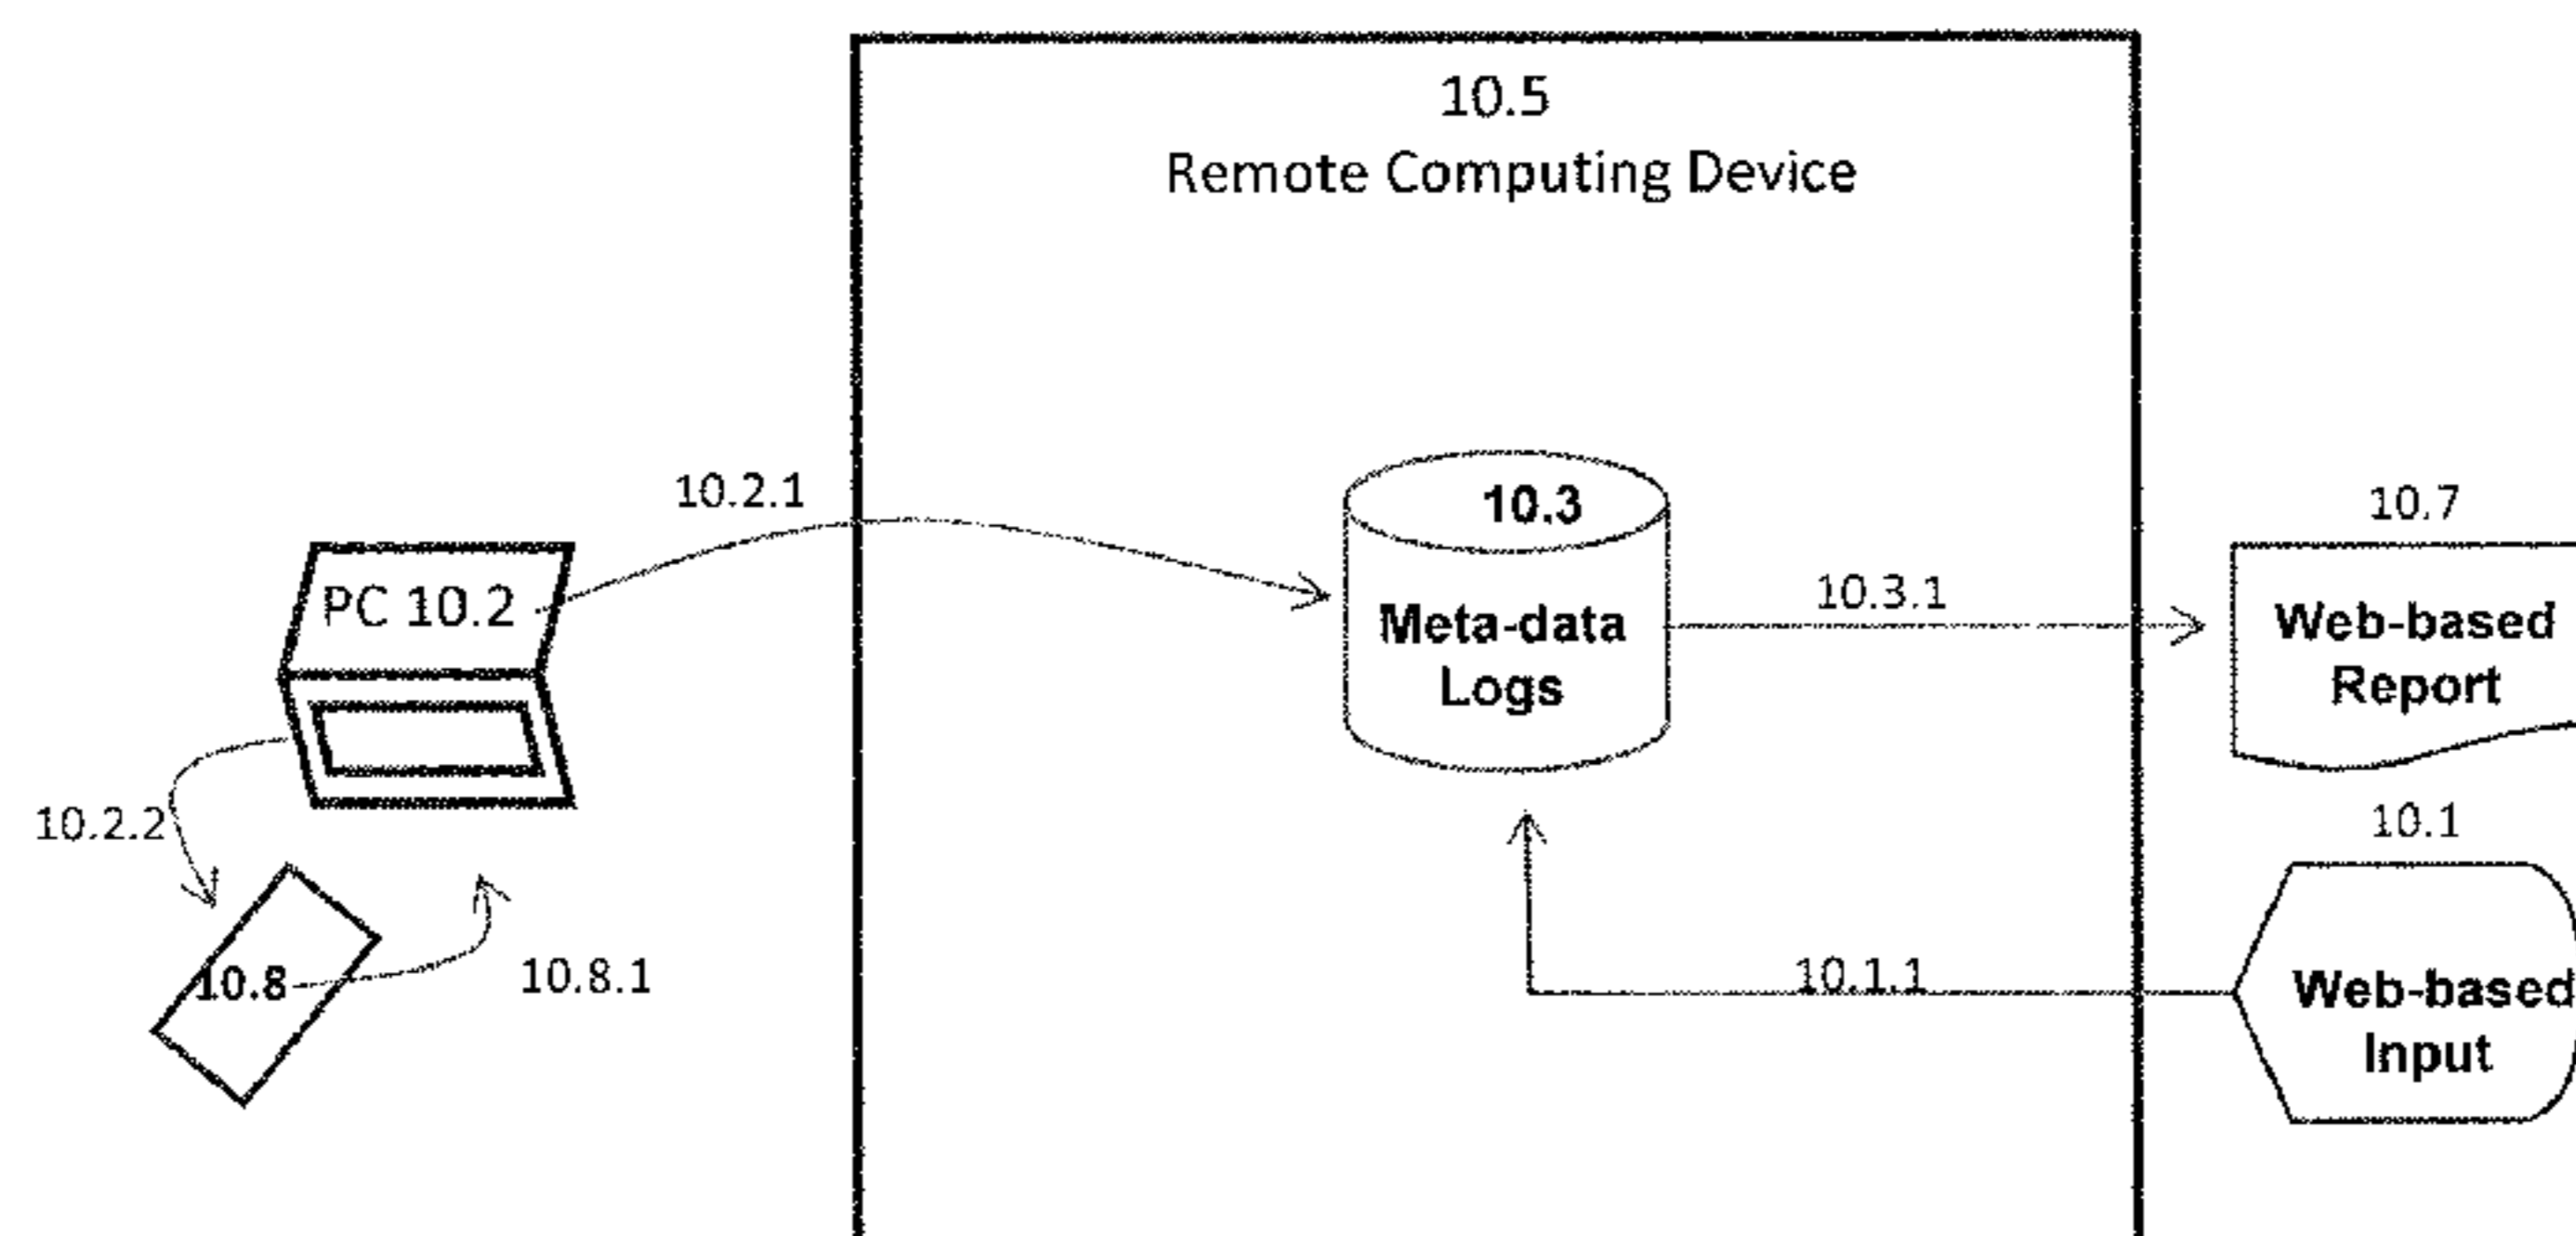 10.5
Remote Computing Device
10.2.1
PC 10.2
10.2.2
10.8
10.8.1
10.3
Meta-data
Logs
10.3.1
10.7
Web-based
Report
10.1
10.1.1
Web-based
Input